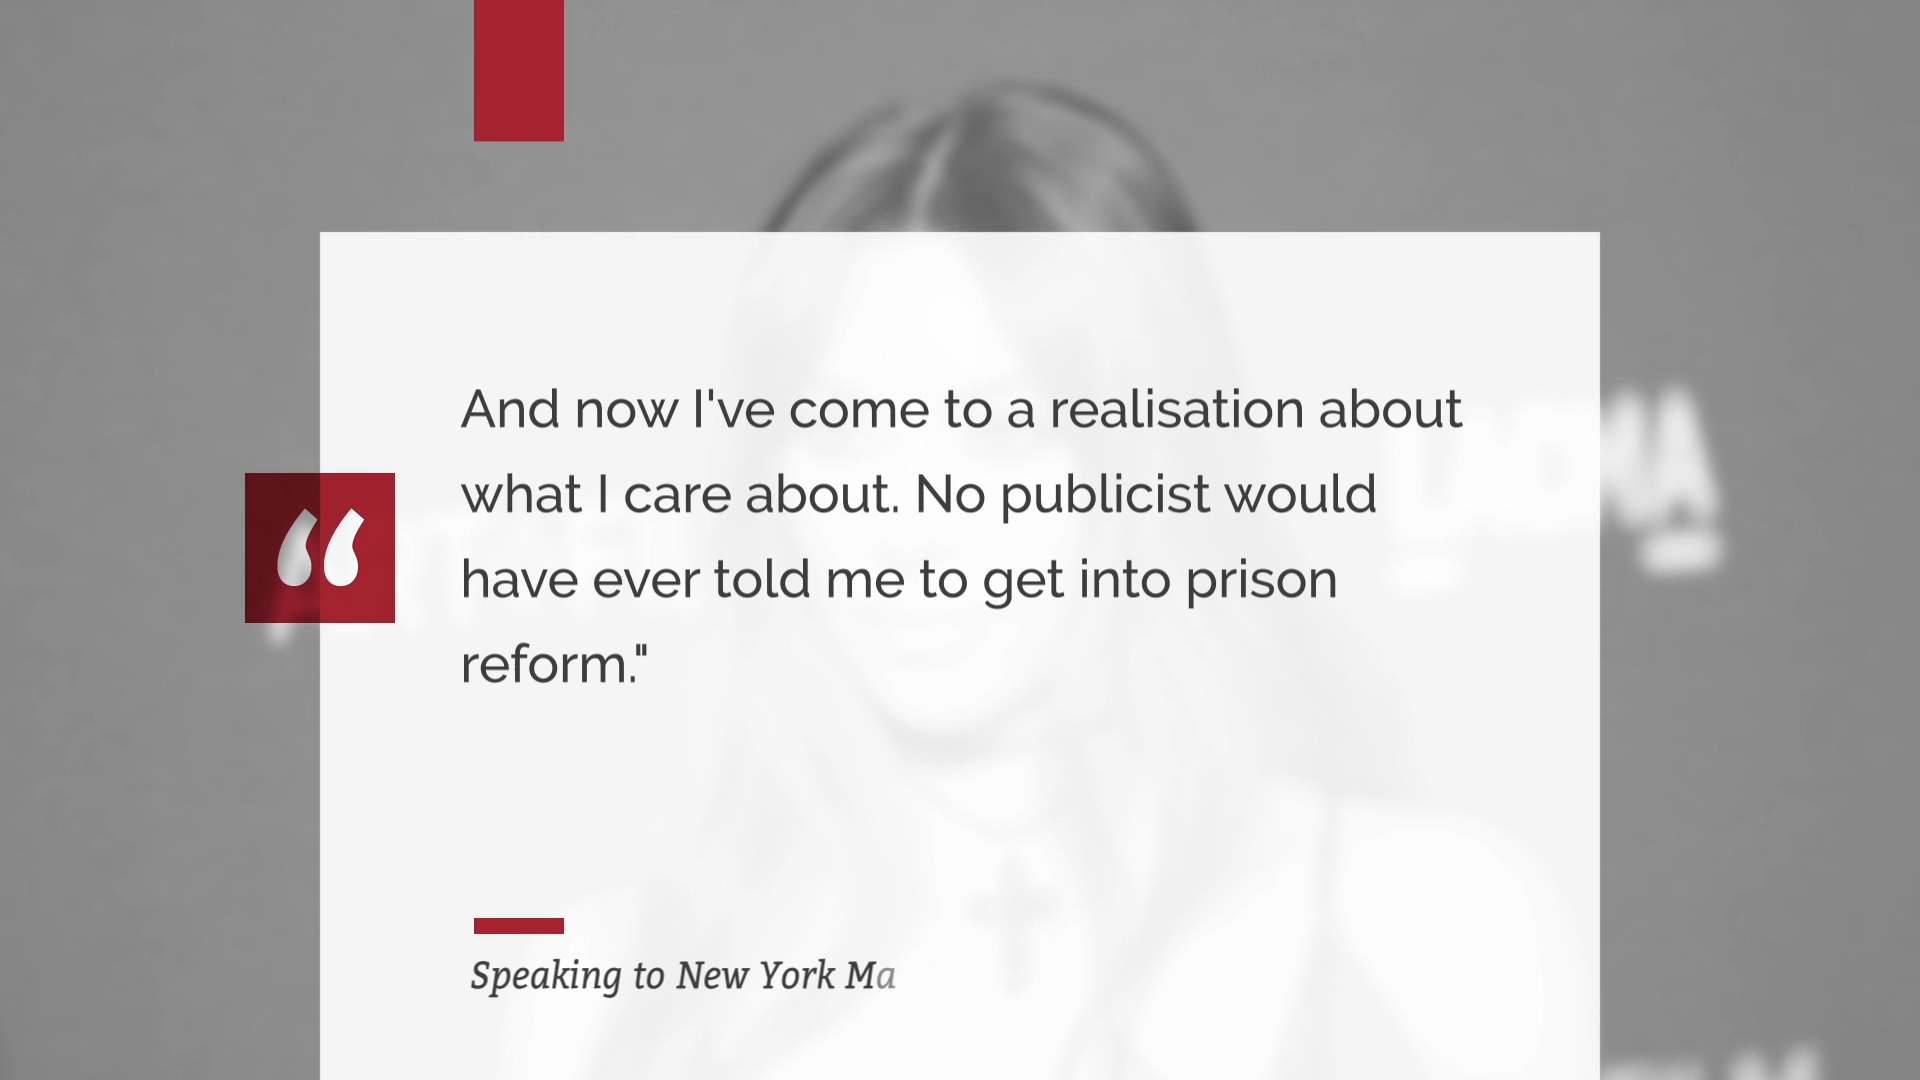 And now I've come to a realisation about
what I care about. No publicist would
have ever told me to get into prison
reform."
Speaking to New York Ma